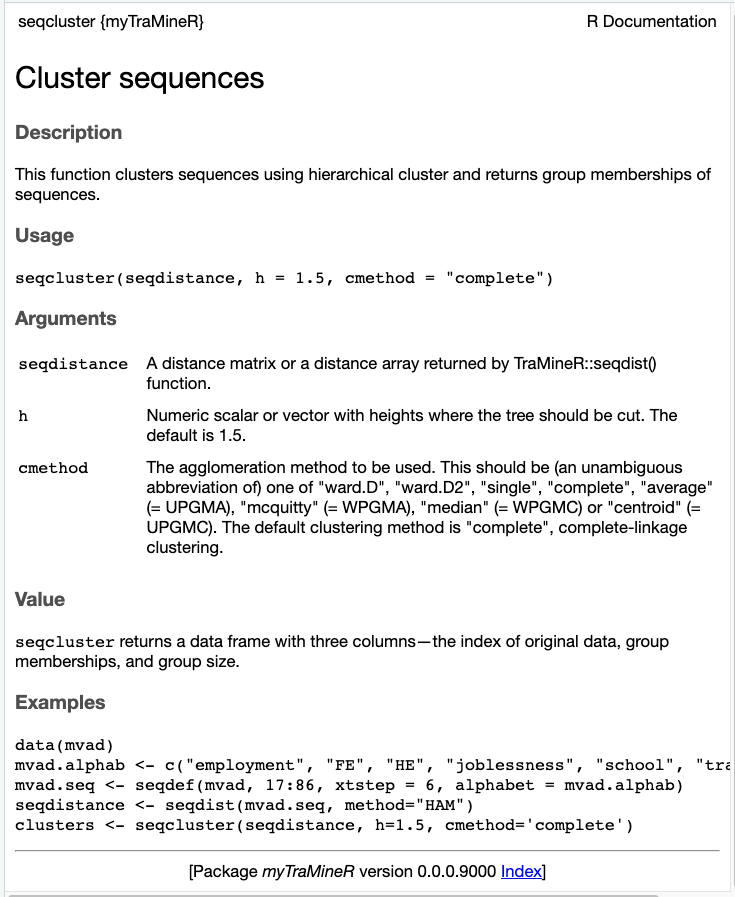 seqcluster {myTraMineR} R Documentation
Cluster sequences
Description
This function clusters sequences using hierarchical cluster and returns group memberships of
sequences.
Usage
seqcluster(seqdistance, h = 1.5, cmethod = "complete")
Arguments
seqdistance A distance matrix or a distance array returned by TraMineR::seqdist()
function.
h Numeric scalar or vector with heights where the tree should be cut. The
default is 1.5.
cmethod The agglomeration method to be used. This should be (an unambiguous
abbreviation of) one of "ward.D", "ward.D2", "single", "complete", "average"
(= UPGMA), "mcquitty" (= WPGMA), "median" (= WPGMC) or "centroid" (=
UPGMC). The default clustering method is "complete", complete-linkage
clustering.
Value
seqcluster returns a data frame with three columns—the index of original data, group
memberships, and group size.
Examples
data(mvad)
mvad.alphab <- c("employment", "FE", "HE", "joblessness", "school", "tra
mvad.seq <- seqdef(mvad, 17:86, xtstep = 6, alphabet = mvad.alphab)
seqdistance <- seqdist(mvad.seq, method="HAM")
clusters <- seqcluster(seqdistance, h=1.5, cmethod='complete')
[Package myTraMineR version 0.0.0.9000 Index]